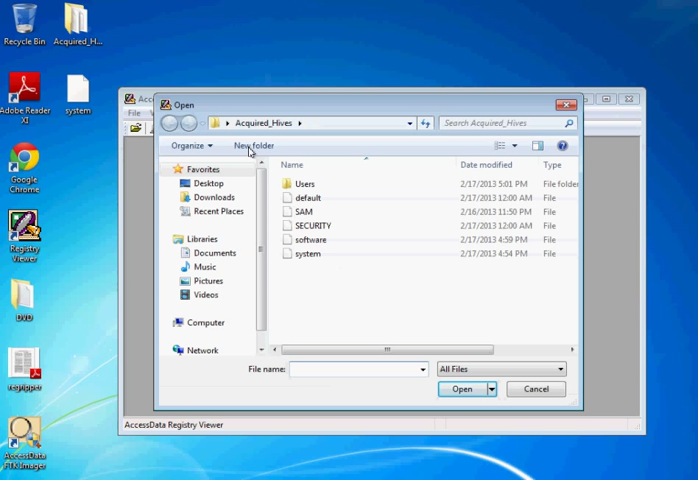 Recycle Bin
Acquired_H...
Adobe Reader XI
system
Google Chrome
Registry Viewer
DVD
regripper
AccessData FTK Imager
Acc
File
Open
Acquired_Hives
Search Acquired_Hives
Organize
New folder
Name
Date modified
Type
Favorites
Desktop
Downloads
Recent Places
Libraries
Documents
Music
Pictures
Videos
Computer
Network
Users 2/17/2013 5:01 PM File folder
default 2/17/2013 12:00 AM File
SAM 2/16/2013 11:50 PM File
SECURITY 2/17/2013 12:00 AM File
software 2/17/2013 4:59 PM File
system 2/17/2013 4:54 PM File
File name:
All Files
Open
Cancel
AccessData Registry Viewer